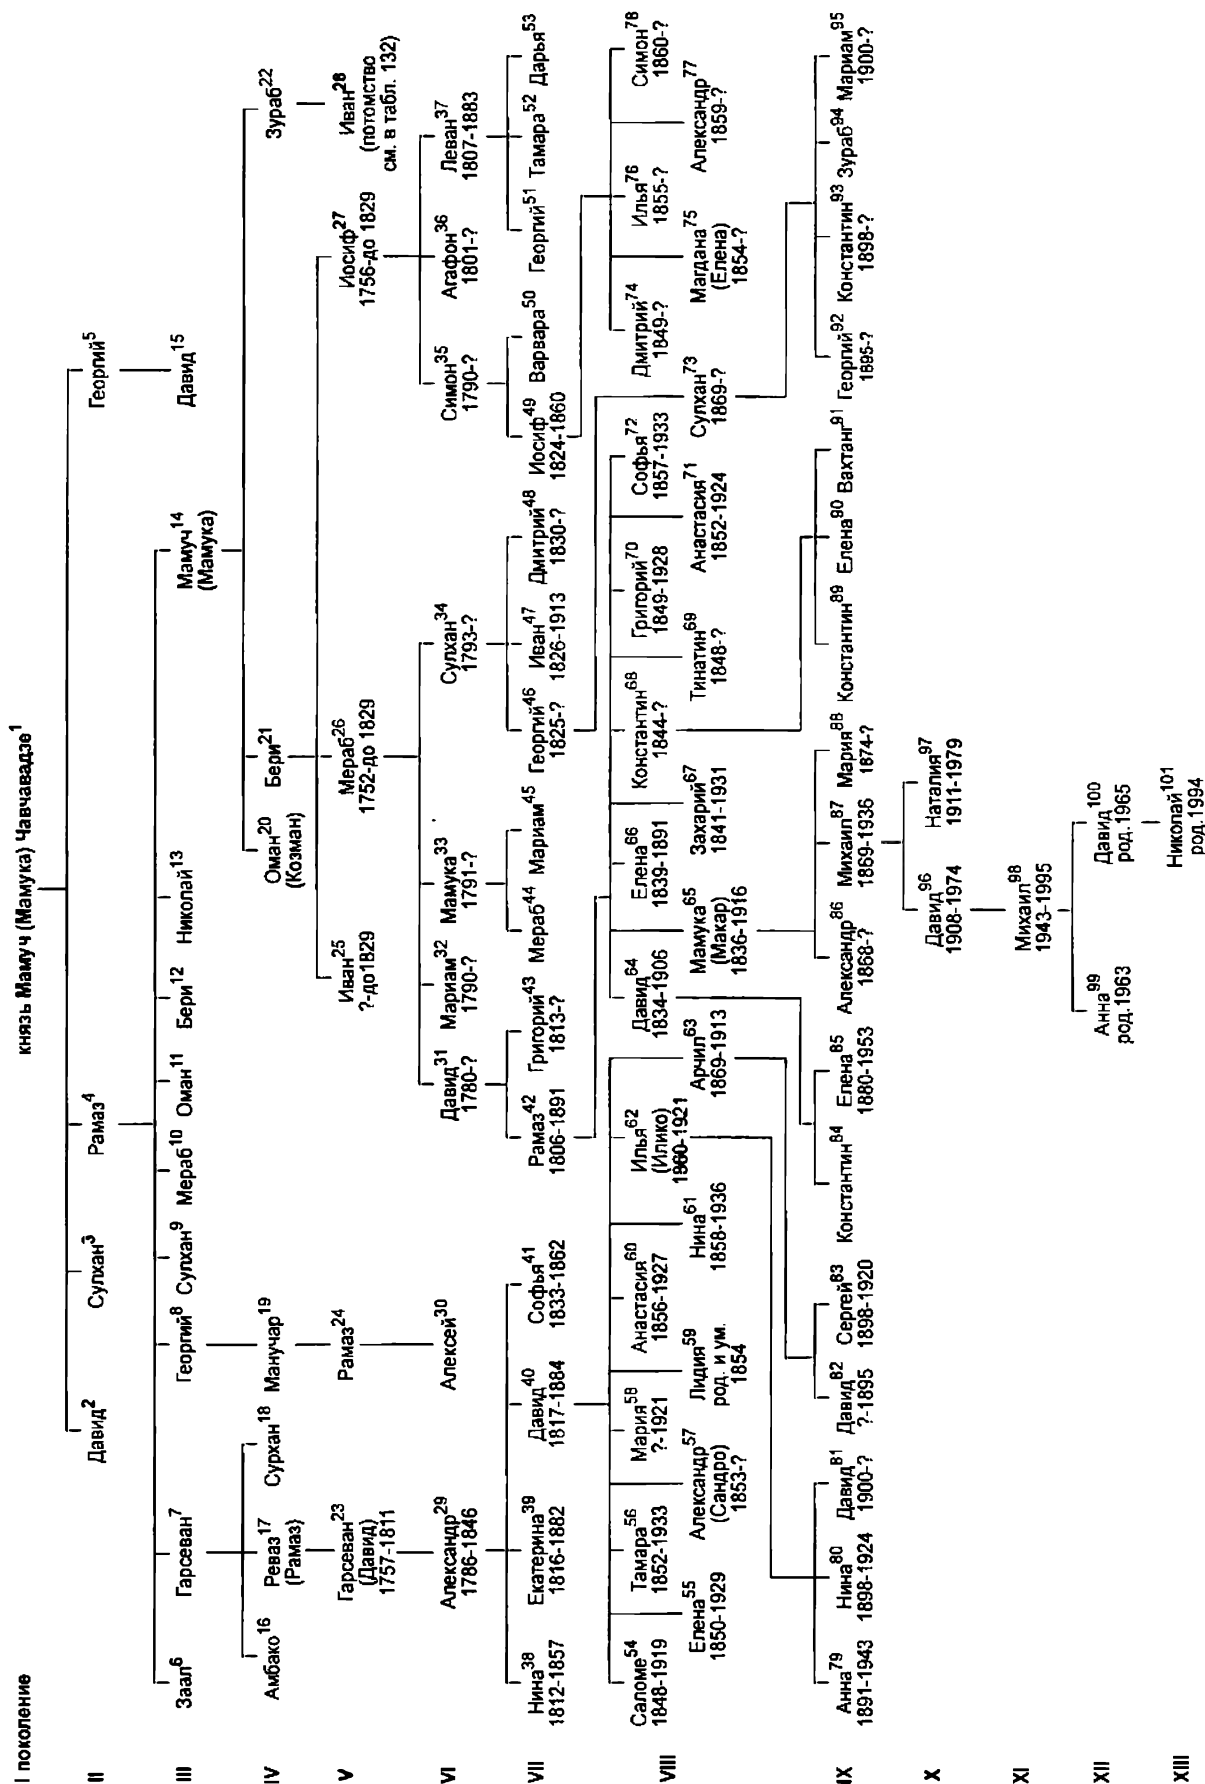 князь Мамуч (Мамука) Чавчавадзе1
I поколение
II
Давид2
Сулхан3
Рамаз4
Георгий5
III
Заал6
Гарсеван7
Георгий8
Сулхан9
Мераб10
Оман11
Бери12
Николай13
Мамуч14
(Мамука)
Давид15
IV
Амбако16
Реваз17
(Рамаз)
Сурхан18
Манучар19
Оман20
(Козман)
Бери21
Зураб22
V
Гарсеван23
(Давид)
1757-1811
Рамаз24
Иван25
?-до1829
Мераб26
1752-до 1829
Иосиф27
1756-до 1829
Иван28
(потомство
см. в табл. 132)
VI
Александр29
1786-1846
Алексей30
Давид31
1780-?
Мариам32
1790-?
Мамука33
1791-?
Сулхан34
1793-?
Симон35
1790-?
Агафон36
1801-?
Леван37
1807-1883
VII
Нина38
1812-1857
Екатерина39
1816-1882
Давид40
1817-1884
Софья41
1833-1862
Рамаз42
1806-1891
Григорий43
1813-?
Мераб44
Мариам45
Георгий46
1825-?
Иван47
1826-1913
Дмитрий48
1830-?
Иосиф49
1824-1860
Варвара50
Георгий51
Тамара52
Дарья53
VIII
Саломе54
1848-1919
Елена55
1850-1929
Тамара56
1852-1933
Александр57
(Сандро)
1853-?
Мария58
?-1921
Лидия59
род. и ум.
1854
Анастасия60
1856-1927
Нина61
1858-1936
Илья62
(Илико)
1860-1921
Арчил63
1869-1913
Давид64
1834-1906
Мамука65
(Макар)
1836-1916
Елена66
1839-1891
Захарий67
1841-1931
Константин68
1844-?
Тинатин69
1848-?
Григорий70
1849-1928
Анастасия71
1852-1924
Софья72
1857-1933
Сулхан73
1869-?
Дмитрий74
1849-?
Магдана75
(Елена)
1854-?
Илья76
1855-?
Александр77
1859-?
Симон78
1860-?
IX
Анна79
1891-1943
Нина80
1898-1924
Давид81
1900-?
Давид82
?-1895
Сергей83
1898-1920
Константин84
Елена85
1880-1953
Александр86
1868-?
Михаил87
1869-1936
Мария88
1874-?
Константин89
Елена90
Вахтанг91
Георгий92
1895-?
Константин93
1898-?
Зураб94
Мариам95
1900-?
X
Давид96
1908-1974
Наталия97
1911-1979
XI
Михаил98
1943-1995
XII
Анна99
род.1963
Давид100
род.1965
XIII
Николай101
род.1994